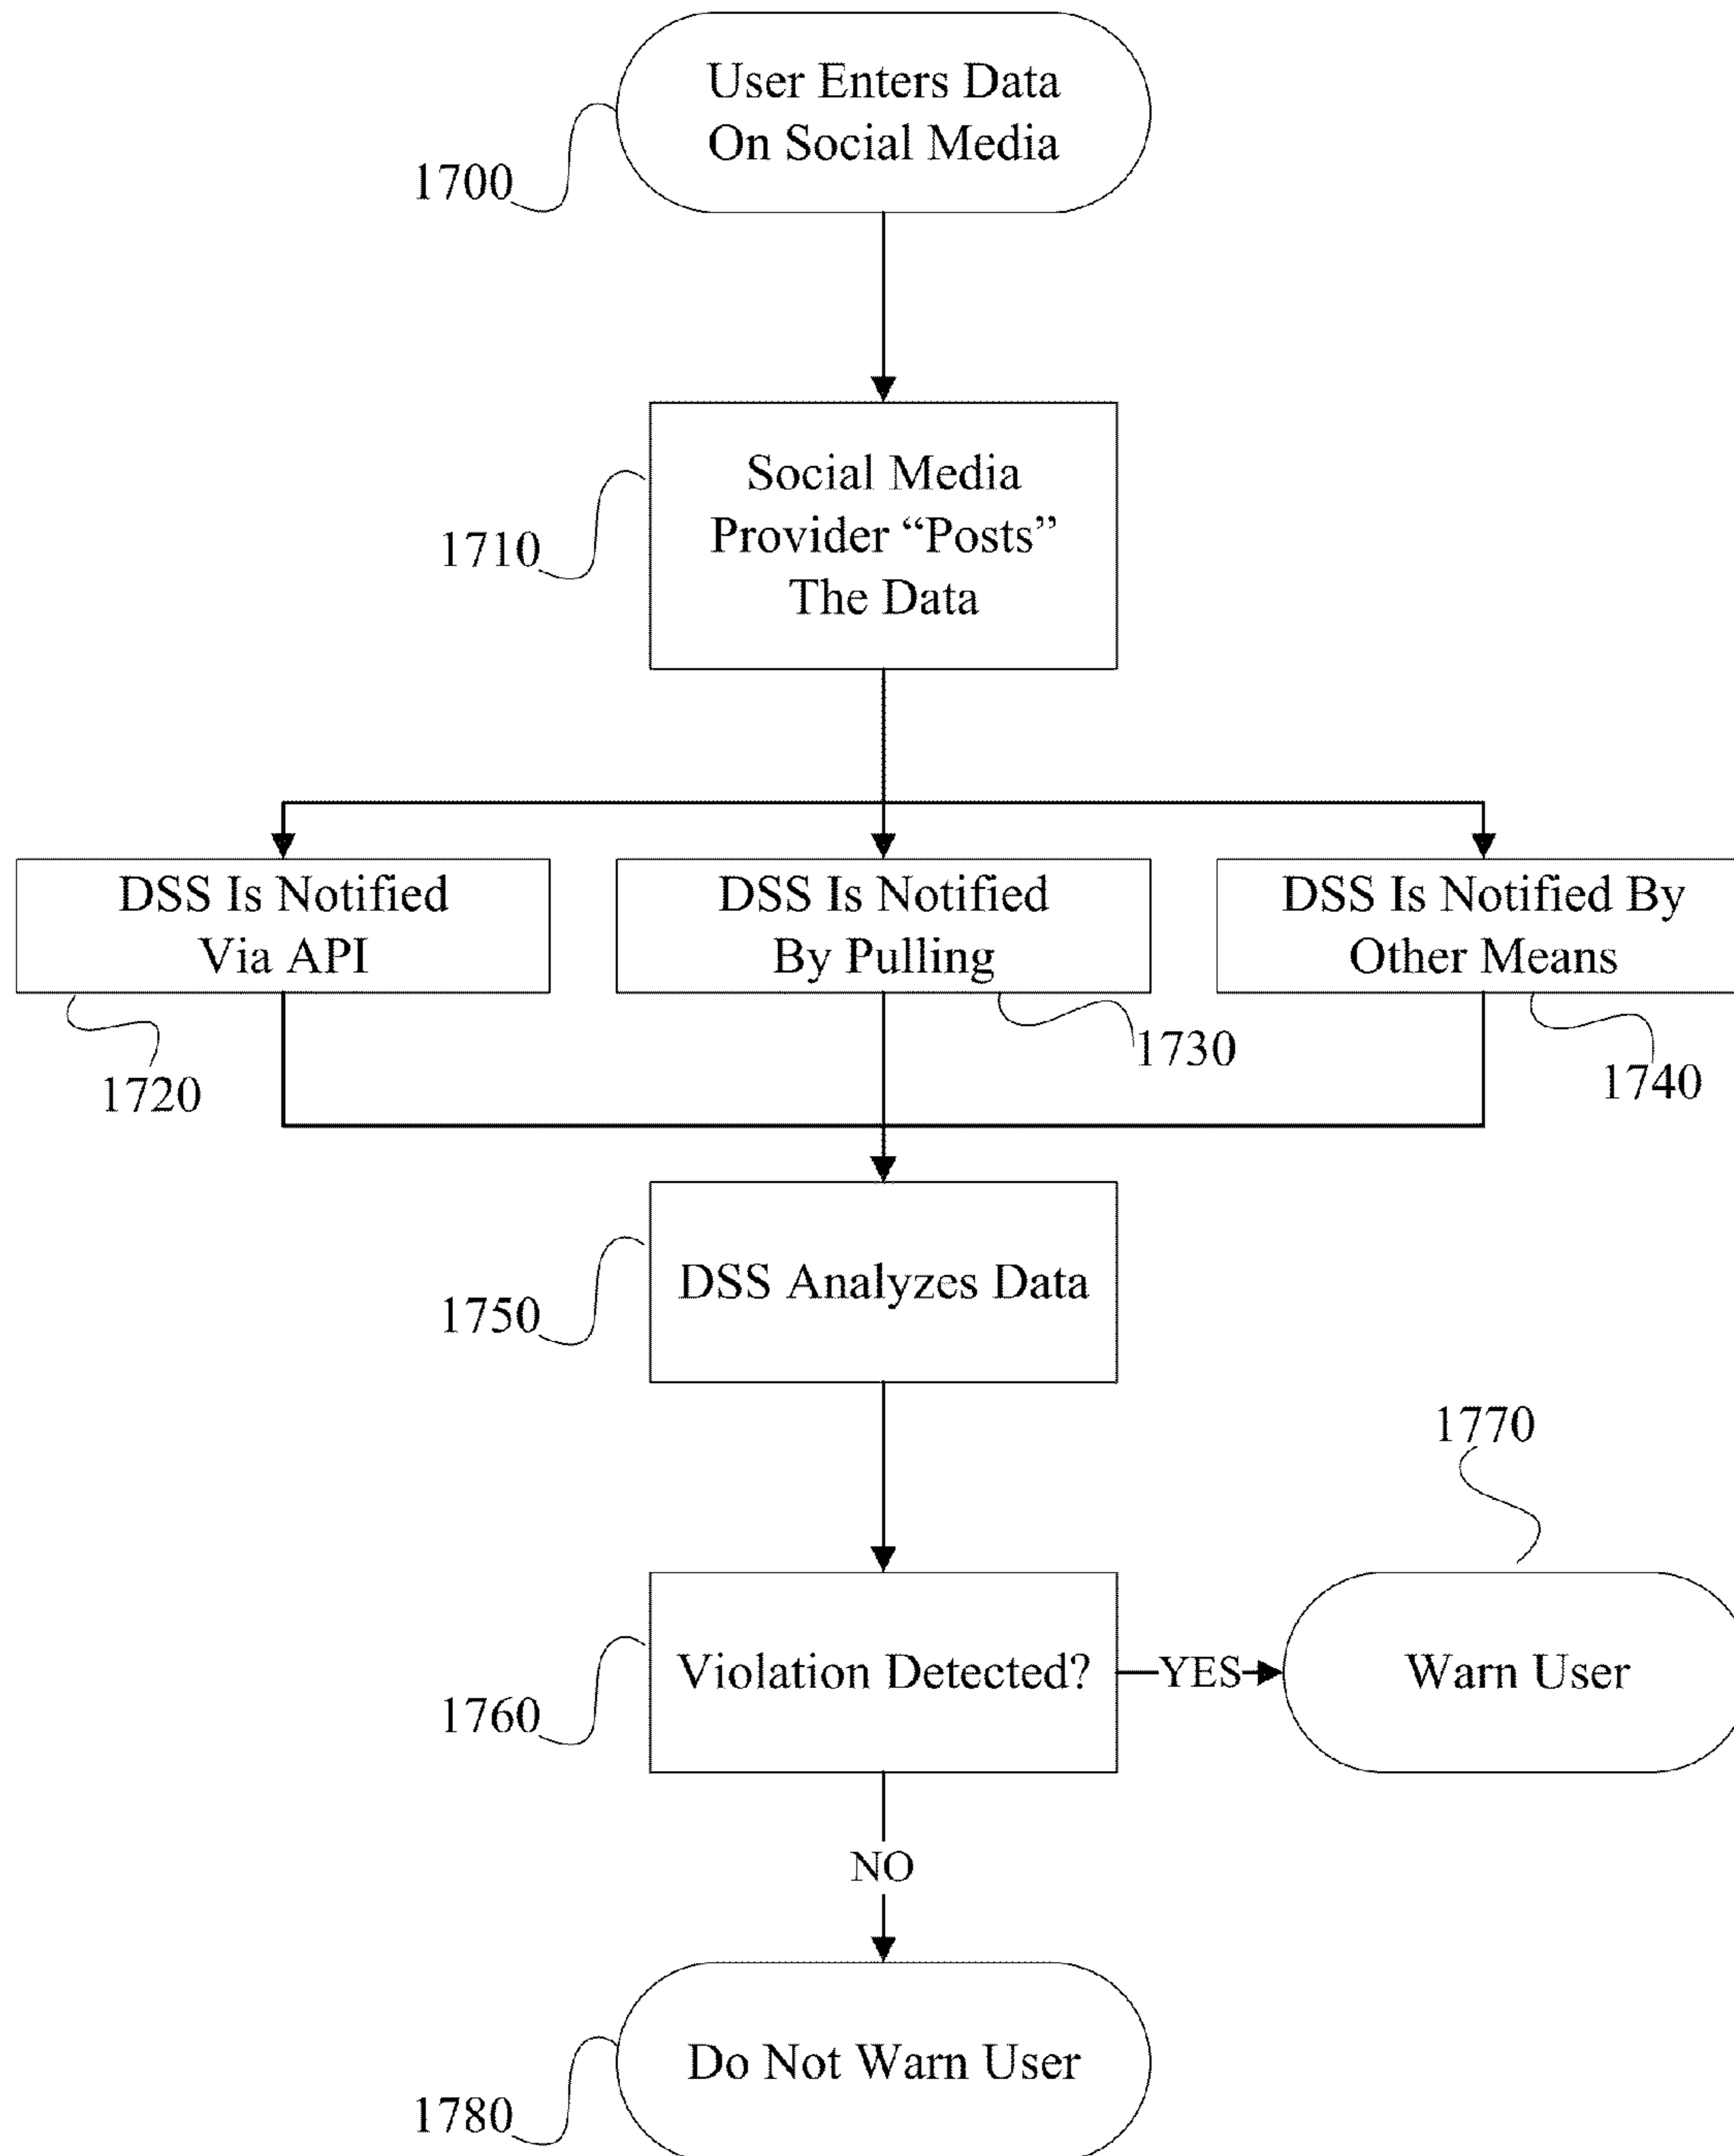 User Enters Data
On Social Media
1700
Social Media
Provider “Posts”
The Data
1710
DSS Is Notified
Via API
DSS Is Notified
By Pulling
DSS Is Notified By
Other Means
1720
1730
1740
DSS Analyzes Data
1750
1770
Violation Detected?
YES
Warn User
1760
NO
Do Not Warn User
1780